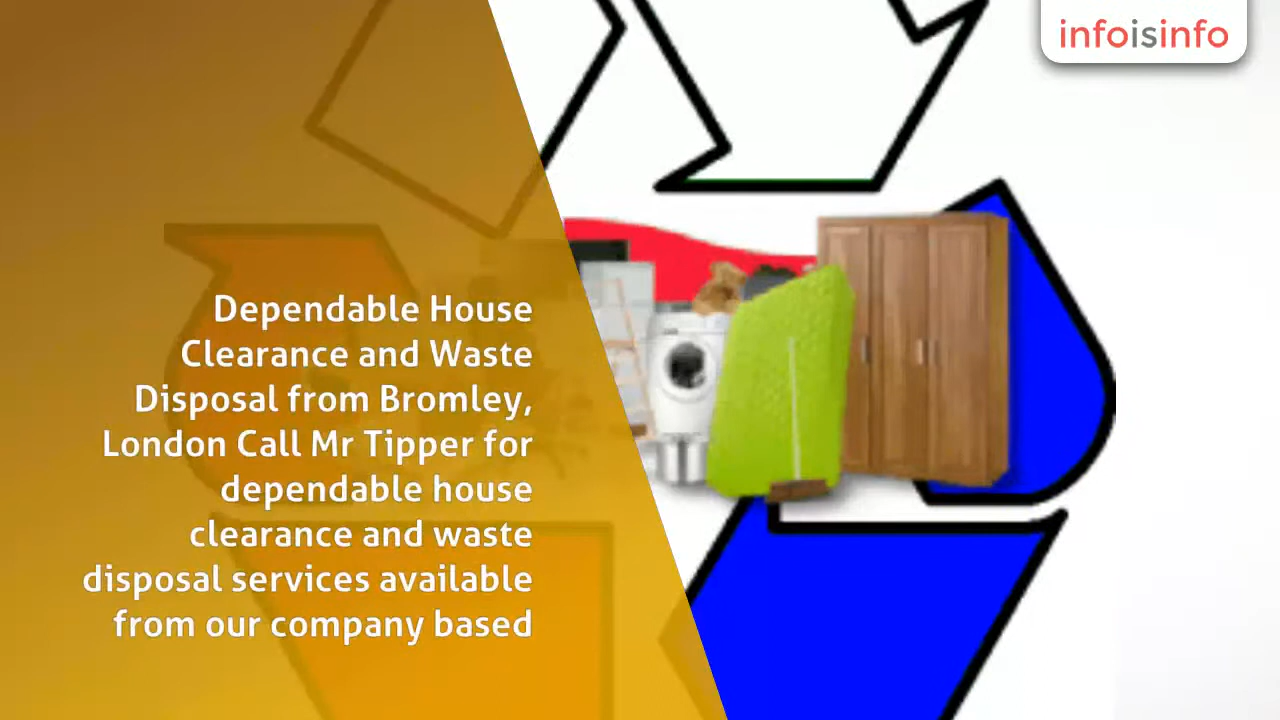 infoisinfo
Dependable House
Clearance and Waste
Disposal from Bromley,
London Call Mr Tipper for
dependable house
clearance and waste
disposal services available
from our company based